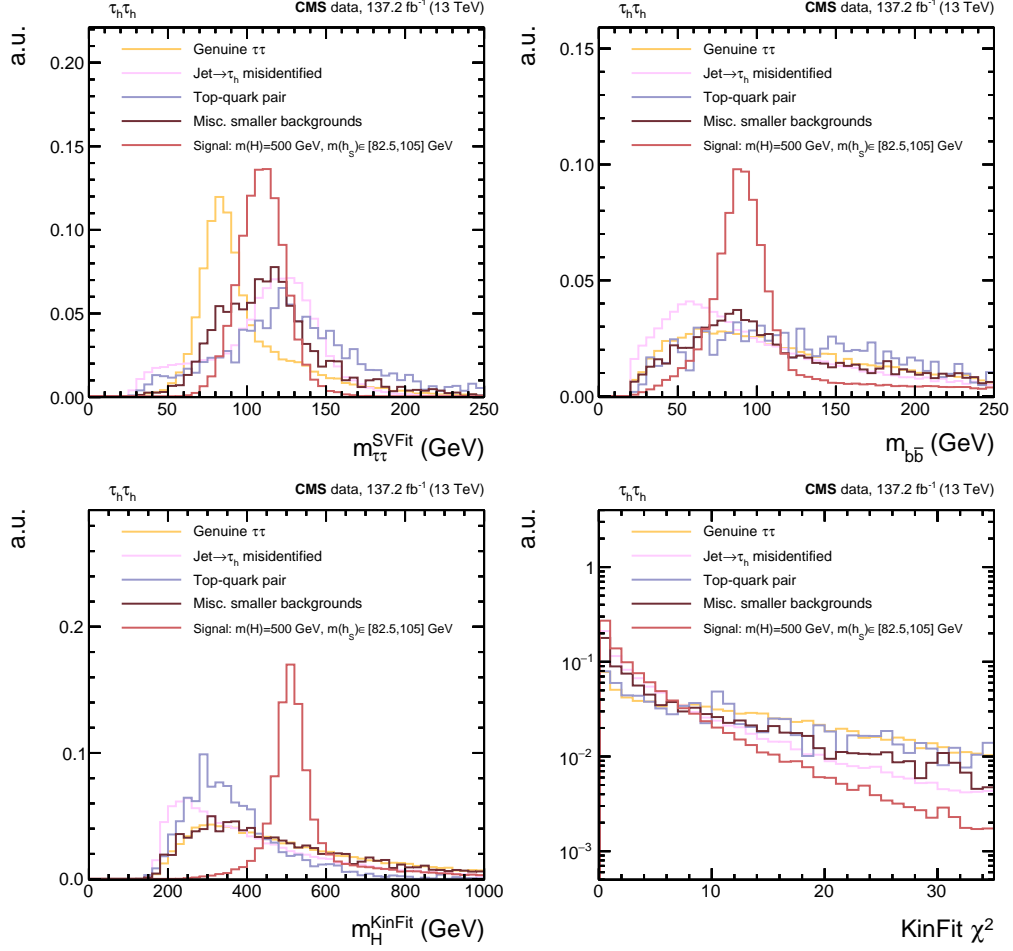 τhτh CMS data, 137.2 fb-1 (13 TeV)
a.u.
0.20
0.15
0.10
0.05
0.00
Genuine ττ
Jet→τh misidentified
Top-quark pair
Misc. smaller backgrounds
Signal: m(H)=500 GeV, m(hS)∈ [82.5,105] GeV
0 50 100 150 200 250
mττSVFit (GeV)
τhτh CMS data, 137.2 fb-1 (13 TeV)
a.u.
0.15
0.10
0.05
0.00
Genuine ττ
Jet→τh misidentified
Top-quark pair
Misc. smaller backgrounds
Signal: m(H)=500 GeV, m(hS)∈ [82.5,105] GeV
0 50 100 150 200 250
mbb̅ (GeV)
τhτh CMS data, 137.2 fb-1 (13 TeV)
a.u.
0.2
0.1
0.0
Genuine ττ
Jet→τh misidentified
Top-quark pair
Misc. smaller backgrounds
Signal: m(H)=500 GeV, m(hS)∈ [82.5,105] GeV
0 200 400 600 800 1000
mHKinFit (GeV)
τhτh CMS data, 137.2 fb-1 (13 TeV)
a.u.
1
10−1
10−2
10−3
Genuine ττ
Jet→τh misidentified
Top-quark pair
Misc. smaller backgrounds
Signal: m(H)=500 GeV, m(hS)∈ [82.5,105] GeV
0 10 20 30
KinFit χ2